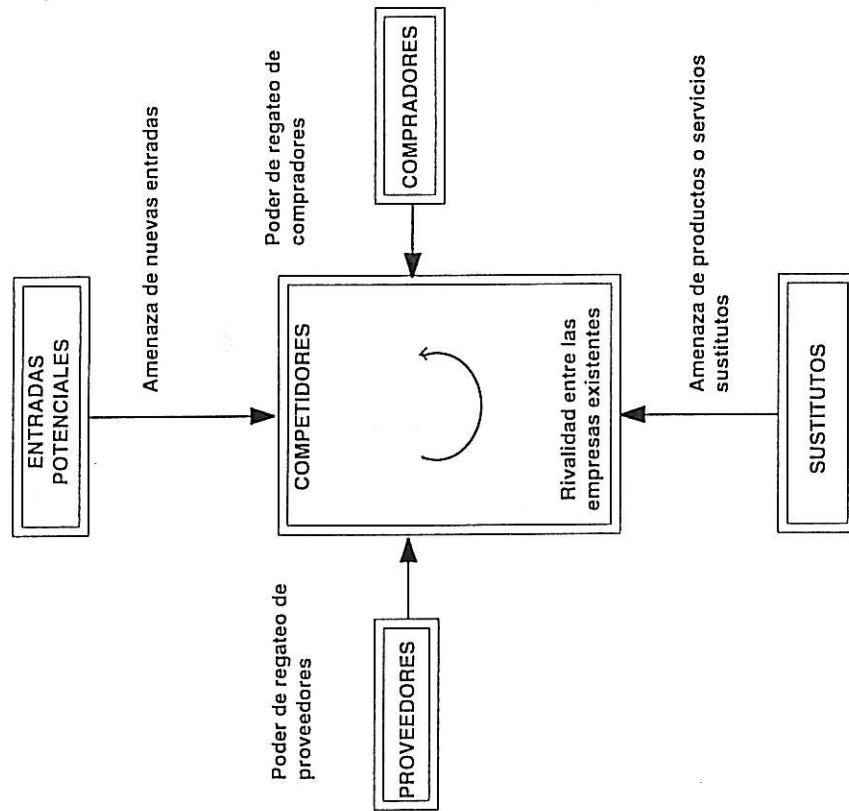 ENTRADAS
POTENCIALES
Amenaza de nuevas entradas
Poder de regateo de
proveedores
Poder de regateo de
compradores
PROVEEDORES
COMPETIDORES
Rivalidad entre las
empresas existentes
COMPRADORES
Amenaza de productos o servicios
sustitutos
SUSTITUTOS